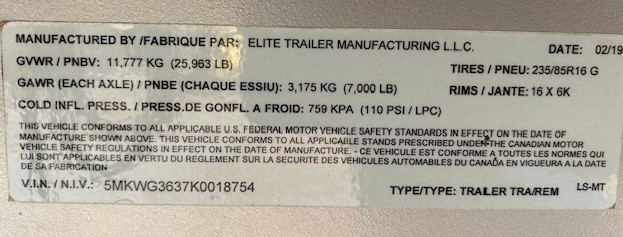 MANUFACTURED BY /FABRIQUE PAR: ELITE TRAILER MANUFACTURING L.L.C. DATE: 02/19
GVWR / PNBV: 11,777 KG (25,963 LB) TIRES / PNEU: 235/85R16 G
GAWR (EACH AXLE) / PNBE (CHAQUE ESSIU): 3,175 KG (7,000 LB) RIMS / JANTE: 16 X 6K
COLD INFL. PRESS. / PRESS.DE GONFL. A FROID: 759 KPA (110 PSI / LPC)
THIS VEHICLE CONFORMS TO ALL APPLICABLE U.S. FEDERAL MOTOR VEHICLE SAFETY STANDARDS IN EFFECT ON THE DATE OF
MANUFACTURE SHOWN ABOVE. THIS VEHICLE CONFORMS TO ALL APPLICABLE STANDS PRESCRIBED UNDER THE CANADIAN MOTOR
VEHICLE SAFETY REGULATIONS IN EFFECT ON THE DATE OF MANUFACTURE. - CE VEHICULE EST CONFORME A TOUTES LES NORMES QUI
LUI SONT APPLICABLES EN VERTU DU REGLEMENT SUR LA SECURITE DES VEHICULES AUTOMOBILES DU CANADA EN VIGUEUR A LA DATE
DE SA FABRICATION
V.I.N. / N.I.V.: 5MKWG3637K0018754 TYPE/TYPE: TRAILER TRA/REM LS-MT